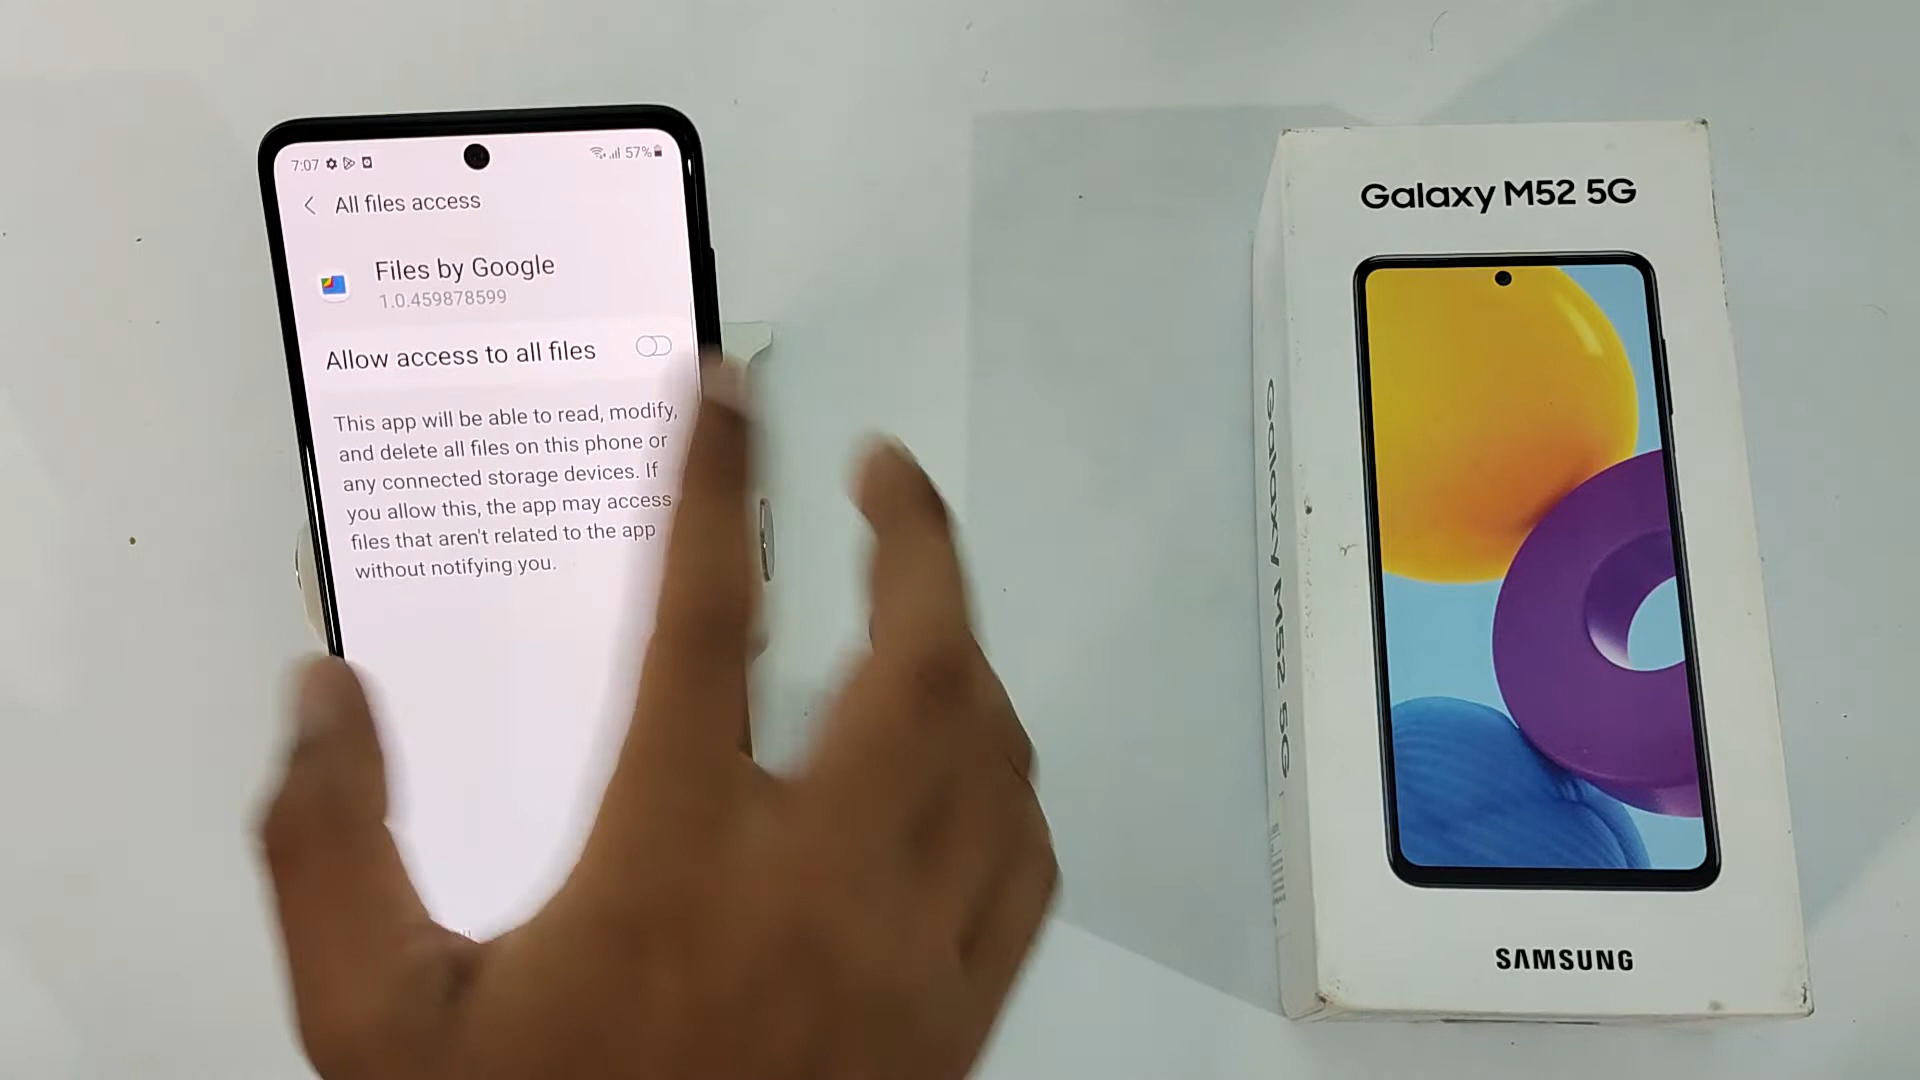 7:07
57%
All files access
Files by Google
1.0.459878599
Allow access to all files
This app will be able to read, modify,
and delete all files on this phone or
any connected storage devices. If
you allow this, the app may access
files that aren't related to the app
without notifying you.
Galaxy M52 5G
Galaxy M52 5G
SAMSUNG